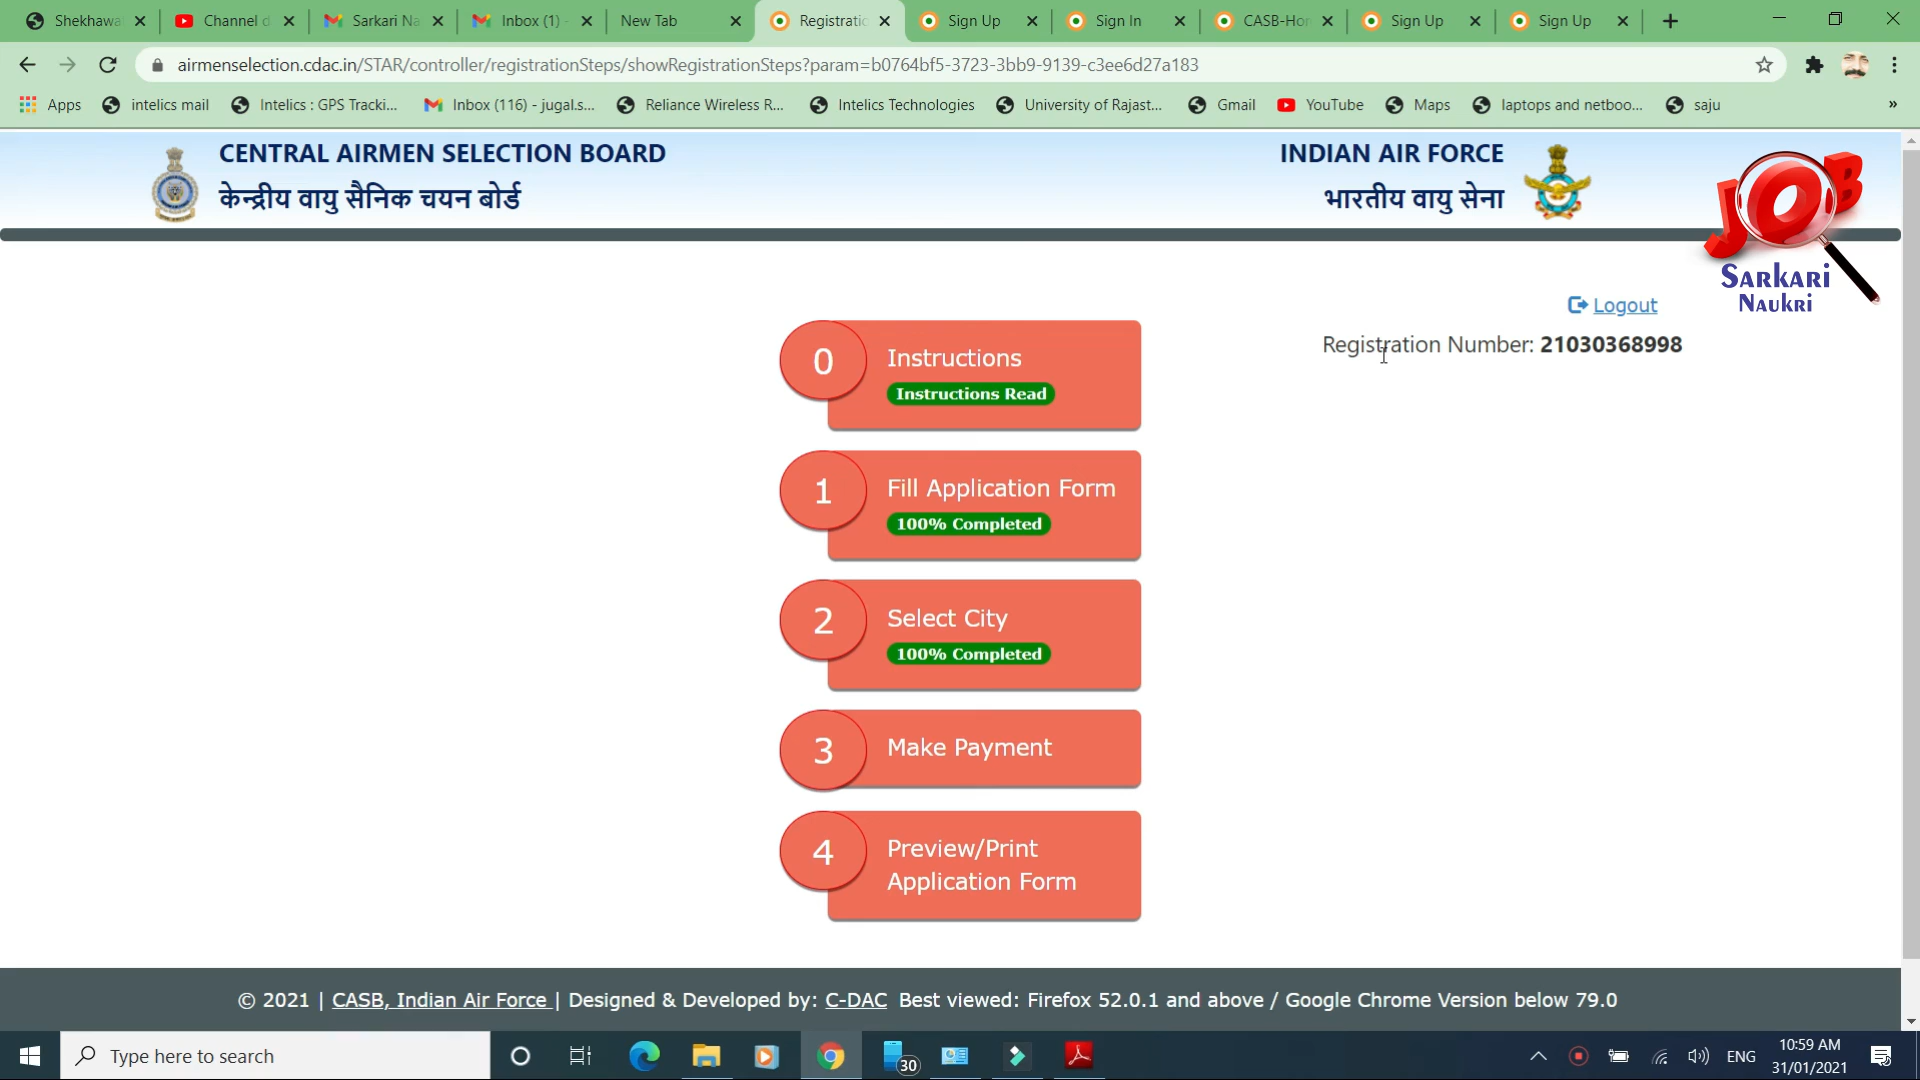 Shekhawa
Channel d
Sarkari Na
Inbox (1) -
New Tab
Registratio
Sign Up
Sign In
CASB-Hor
Sign Up
Sign Up
airmenselection.cdac.in/STAR/controller/registrationSteps/showRegistrationSteps?param=b0764bf5-3723-3bb9-9139-c3ee6d27a183
Apps
intelics mail
Intelics : GPS Tracki...
Inbox (116) - jugal.s...
Reliance Wireless R...
Intelics Technologies
University of Rajast...
Gmail
YouTube
Maps
laptops and netboo...
saju
»
CENTRAL AIRMEN SELECTION BOARD
केन्द्रीय वायु सैनिक चयन बोर्ड
INDIAN AIR FORCE
भारतीय वायु सेना
JOB
SARKARI
NAUKRI
Logout
Registration Number: 21030368998
0
Instructions
Instructions Read
1
Fill Application Form
100% Completed
2
Select City
100% Completed
3
Make Payment
4
Preview/Print
Application Form
© 2021 | CASB, Indian Air Force | Designed & Developed by: C-DAC Best viewed: Firefox 52.0.1 and above / Google Chrome Version below 79.0
Type here to search
30
ENG
10:59 AM
31/01/2021